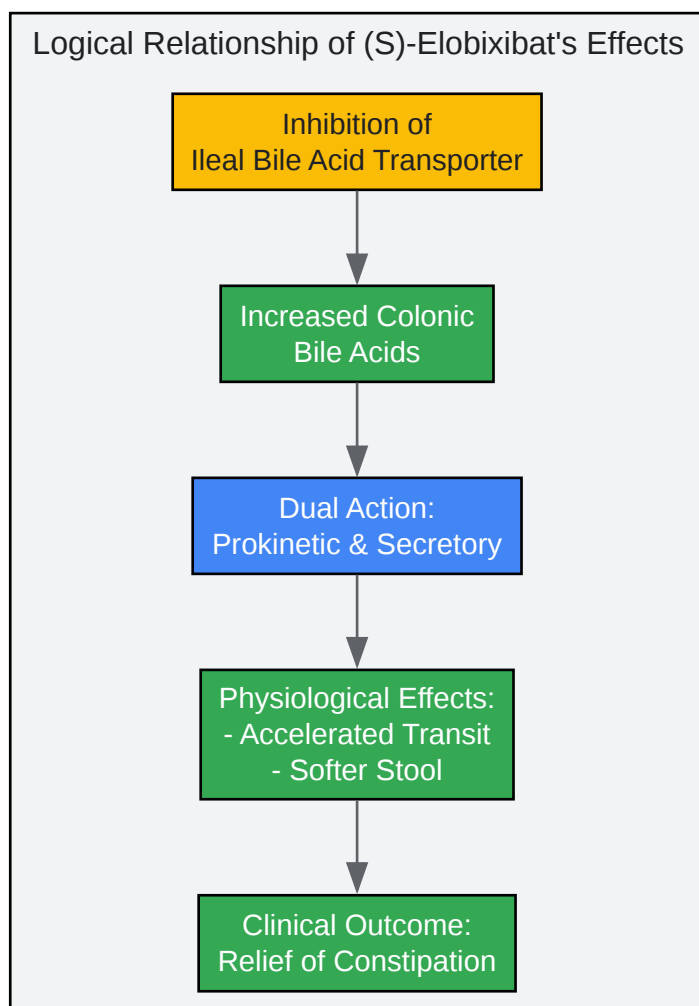 Logical Relationship of (S)-Elobixibat's Effects
Inhibition of
Ileal Bile Acid Transporter
Increased Colonic
Bile Acids
Dual Action:
Prokinetic & Secretory
Physiological Effects:
- Accelerated Transit
- Softer Stool
Clinical Outcome:
Relief of Constipation